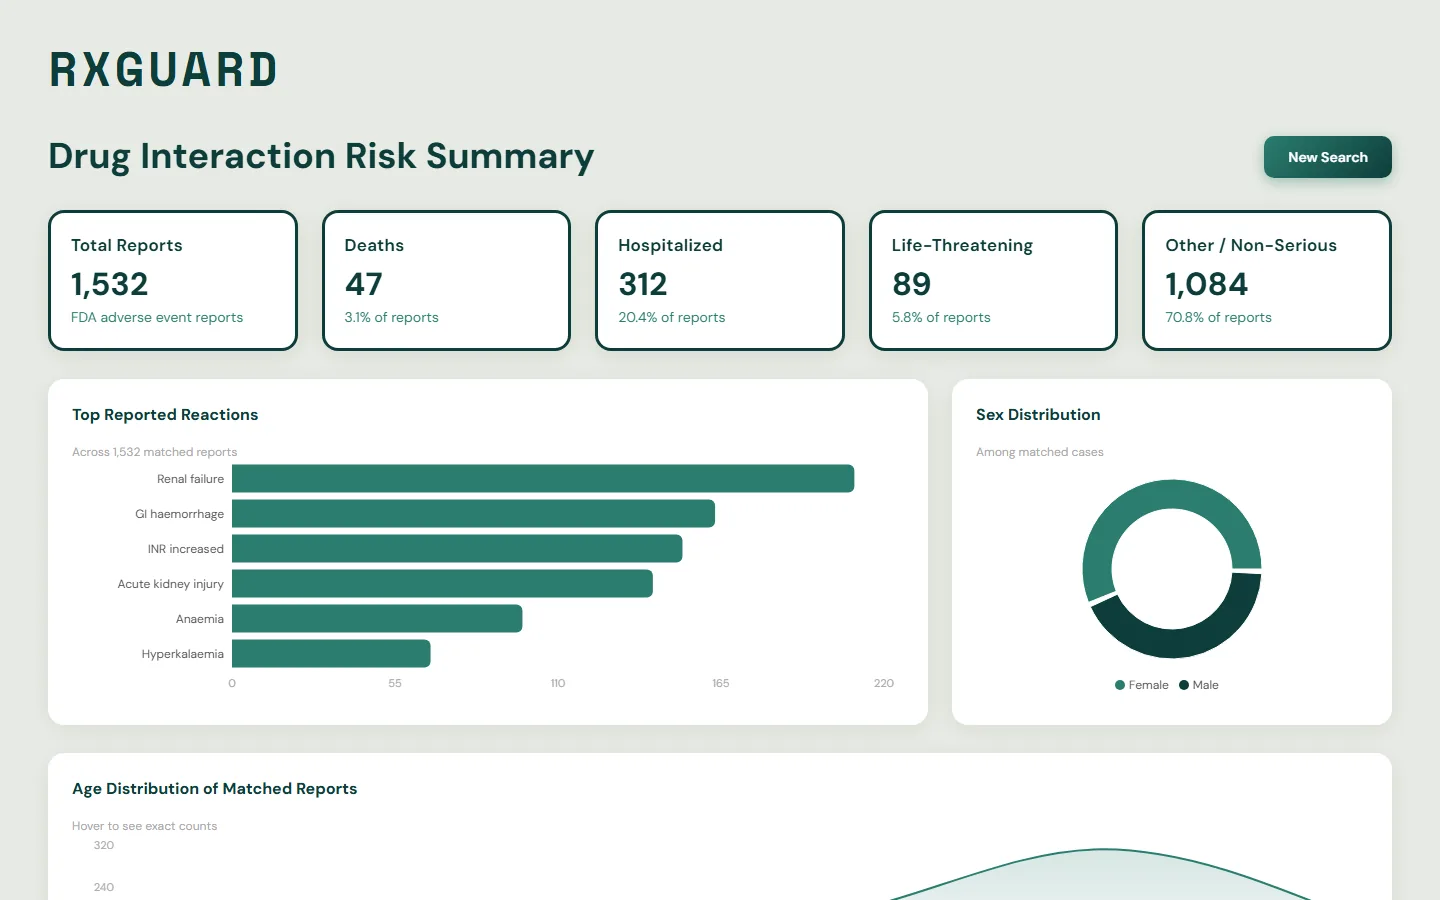 RXGUARD
Drug Interaction Risk Summary
New Search
Total Reports
1,532
FDA adverse event reports
Deaths
47
3.1% of reports
Hospitalized
312
20.4% of reports
Life-Threatening
89
5.8% of reports
Other / Non-Serious
1,084
70.8% of reports
Top Reported Reactions
Across 1,532 matched reports
Renal failure
GI haemorrhage
INR increased
Acute kidney injury
Anaemia
Hyperkalaemia
0 55 110 165 220
Sex Distribution
Among matched cases
Female Male
Age Distribution of Matched Reports
Hover to see exact counts
320
240